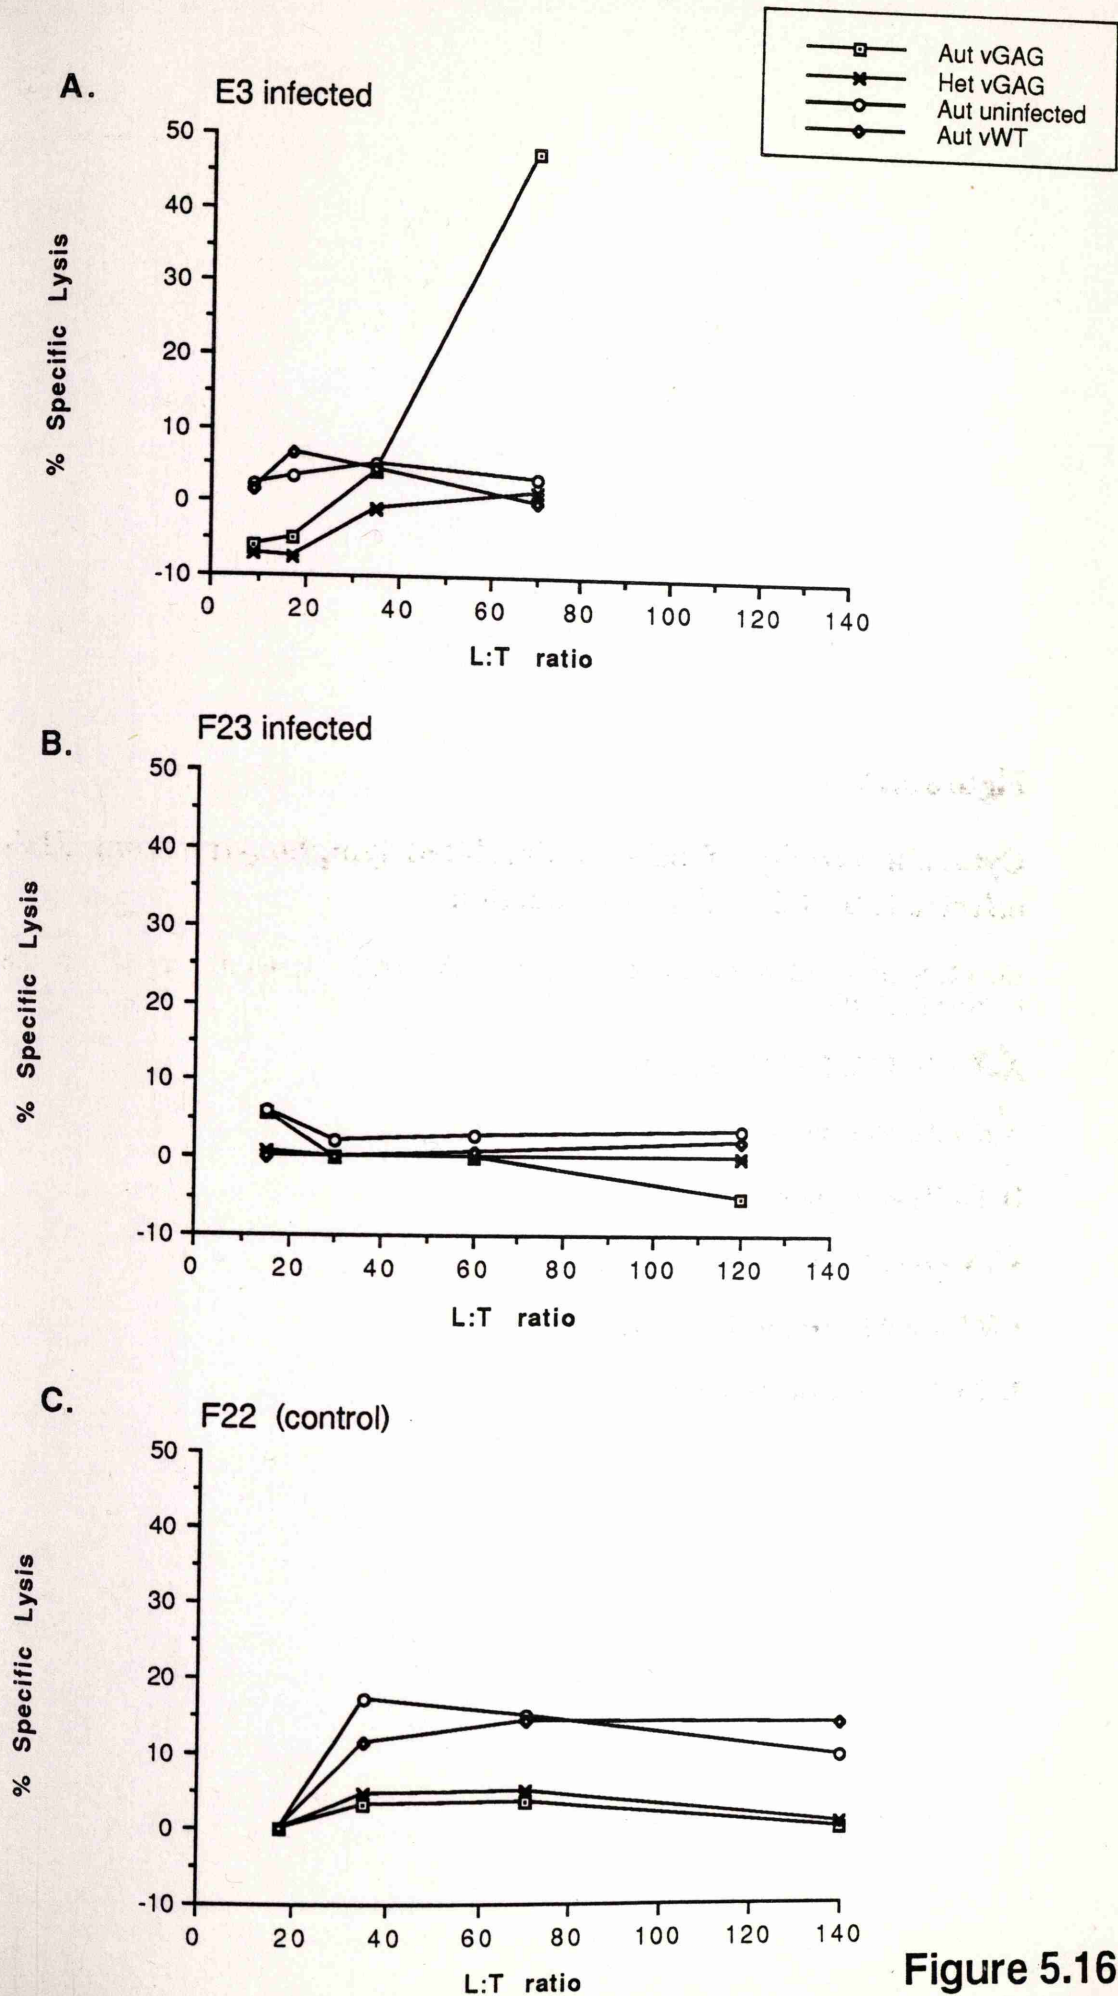 Aut vGAG
Het vGAG
Aut uninfected
Aut vWT
A.
E3 infected
50
40
30
20
10
0
-10
% Specific Lysis
0 20 40 60 80 100 120 140
L:T ratio
B.
F23 infected
50
40
30
20
10
0
-10
% Specific Lysis
0 20 40 60 80 100 120 140
L:T ratio
C.
F22 (control)
50
40
30
20
10
0
-10
% Specific Lysis
0 20 40 60 80 100 120 140
L:T ratio
Figure 5.16